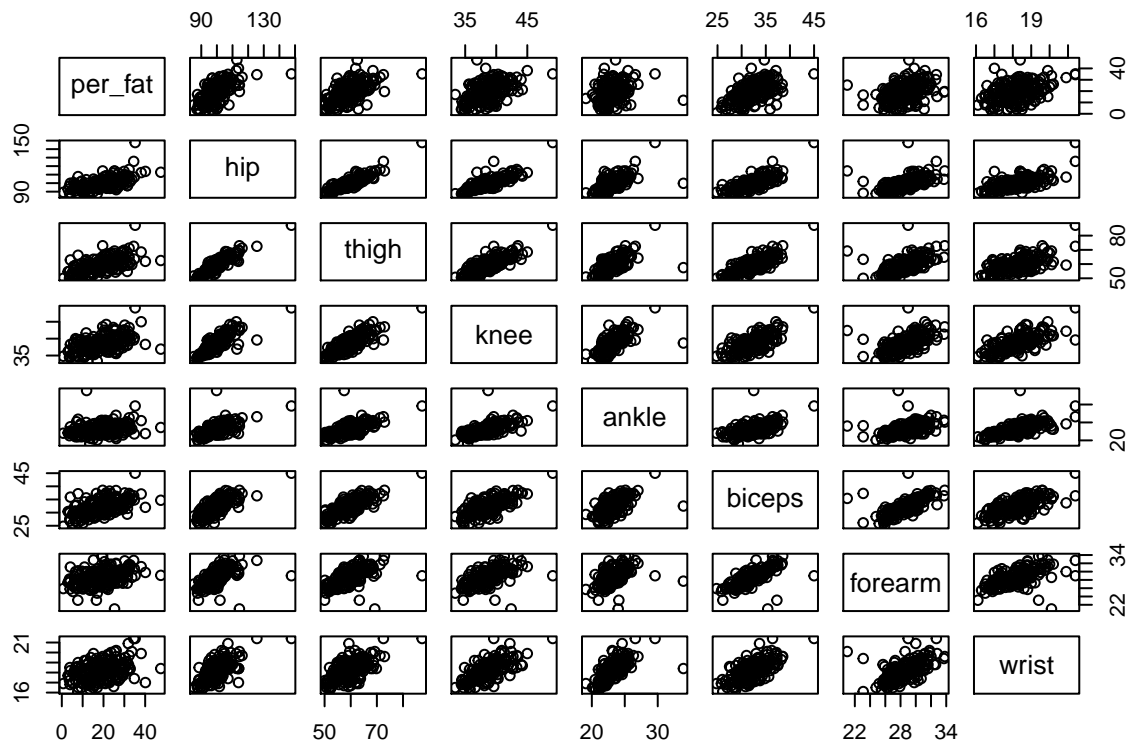 90 130 35 45 25 35 45 16 19
per_fat 0 40
90 150 hip
thigh 50 80
35 knee
ankle 20
25 45 biceps
forearm 22 34
16 21 wrist
0 20 40 50 70 20 30 22 28 34